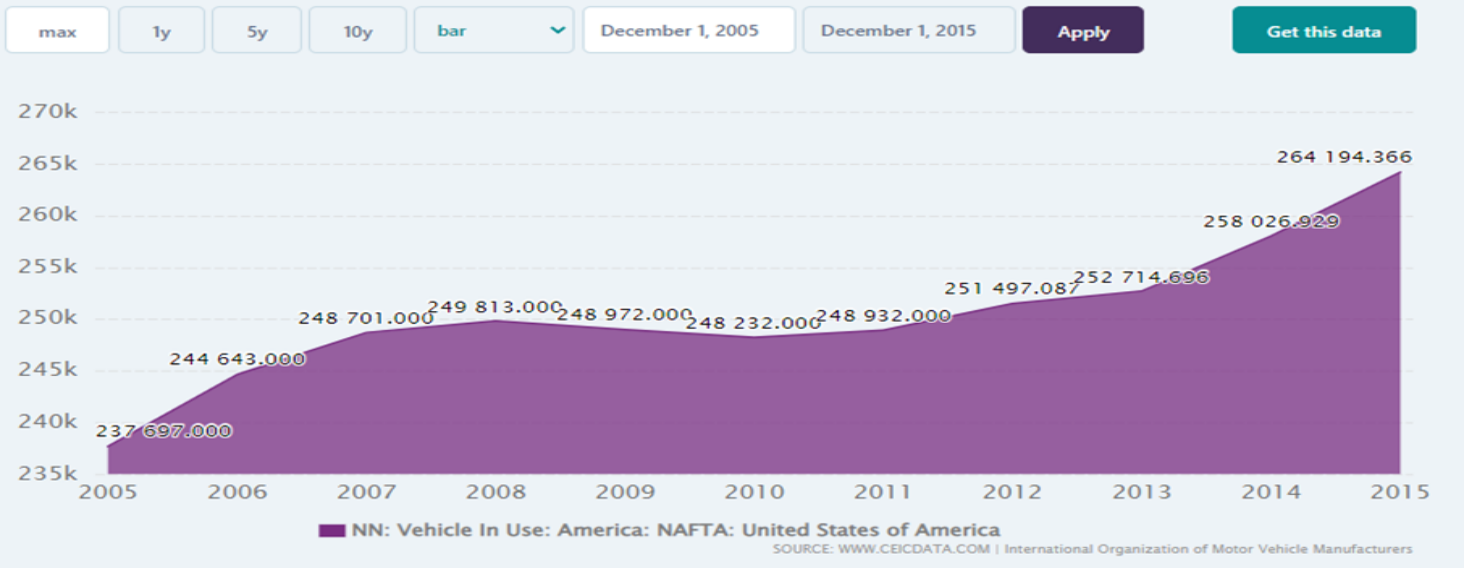 max 1y 5y 10y bar December 1, 2005 December 1, 2015 Apply Get this data
270k
265k
264 194.366
260k
258 026.929
255k
252 714.696
251 497.087
250k
249 813.000
248 972.000
248 932.000
248 701.000
248 232.000
245k
244 643.000
240k
237 697.000
235k
2005 2006 2007 2008 2009 2010 2011 2012 2013 2014 2015
NN: Vehicle In Use: America: NAFTA: United States of America
SOURCE: WWW.CEICDATA.COM | International Organization of Motor Vehicle Manufacturers